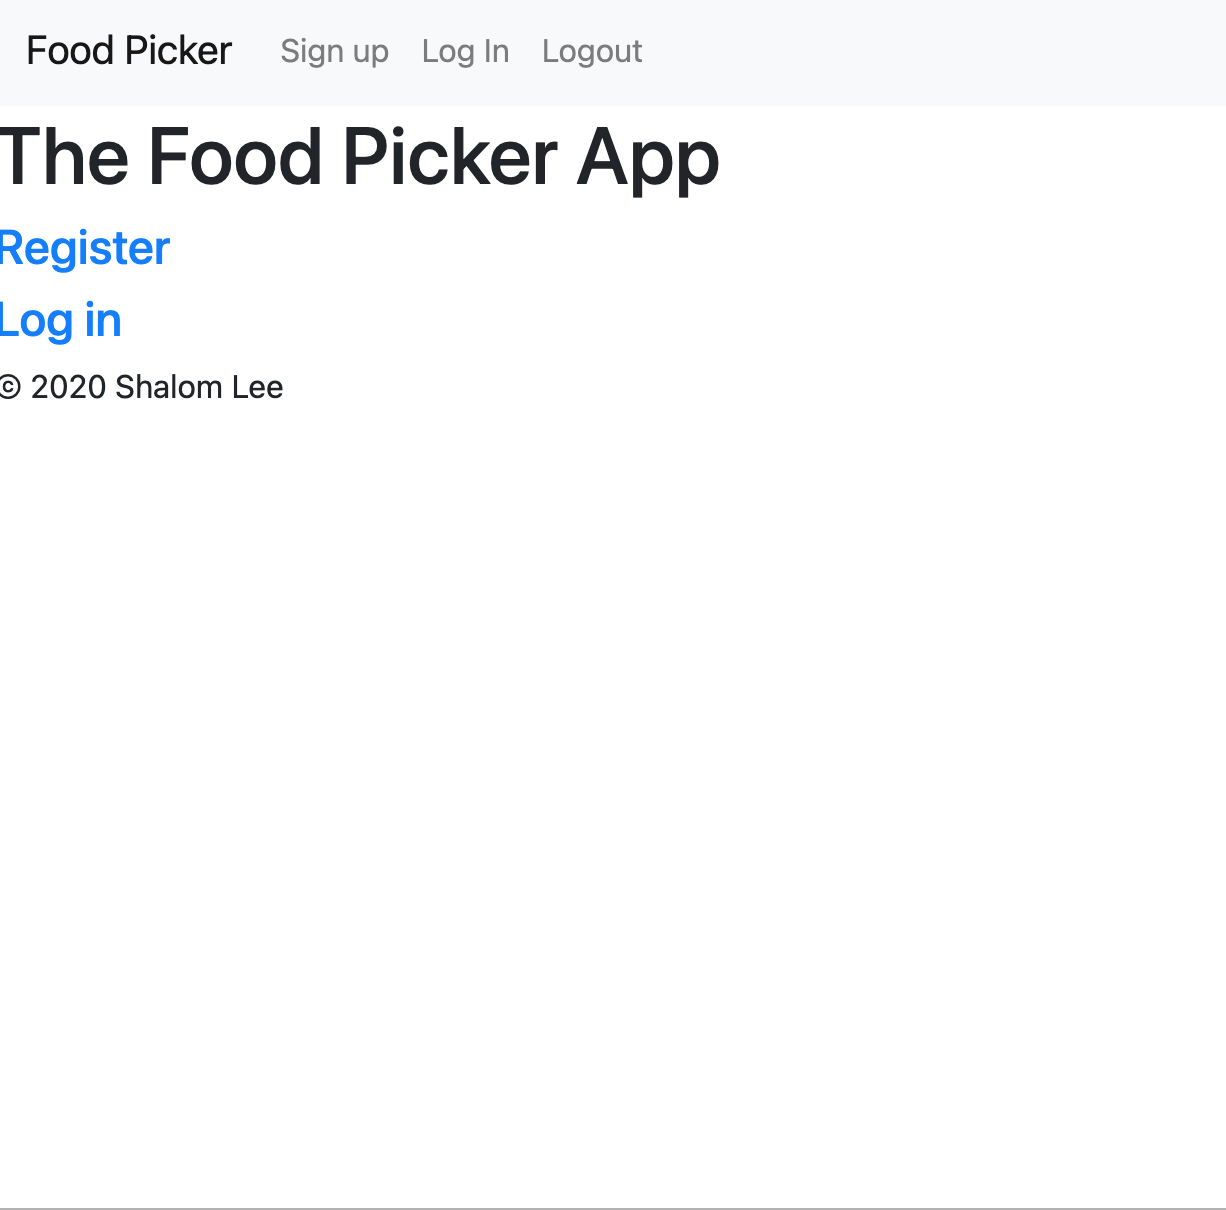 Food Picker Sign up Log In Logout
The Food Picker App
Register
Log in
© 2020 Shalom Lee